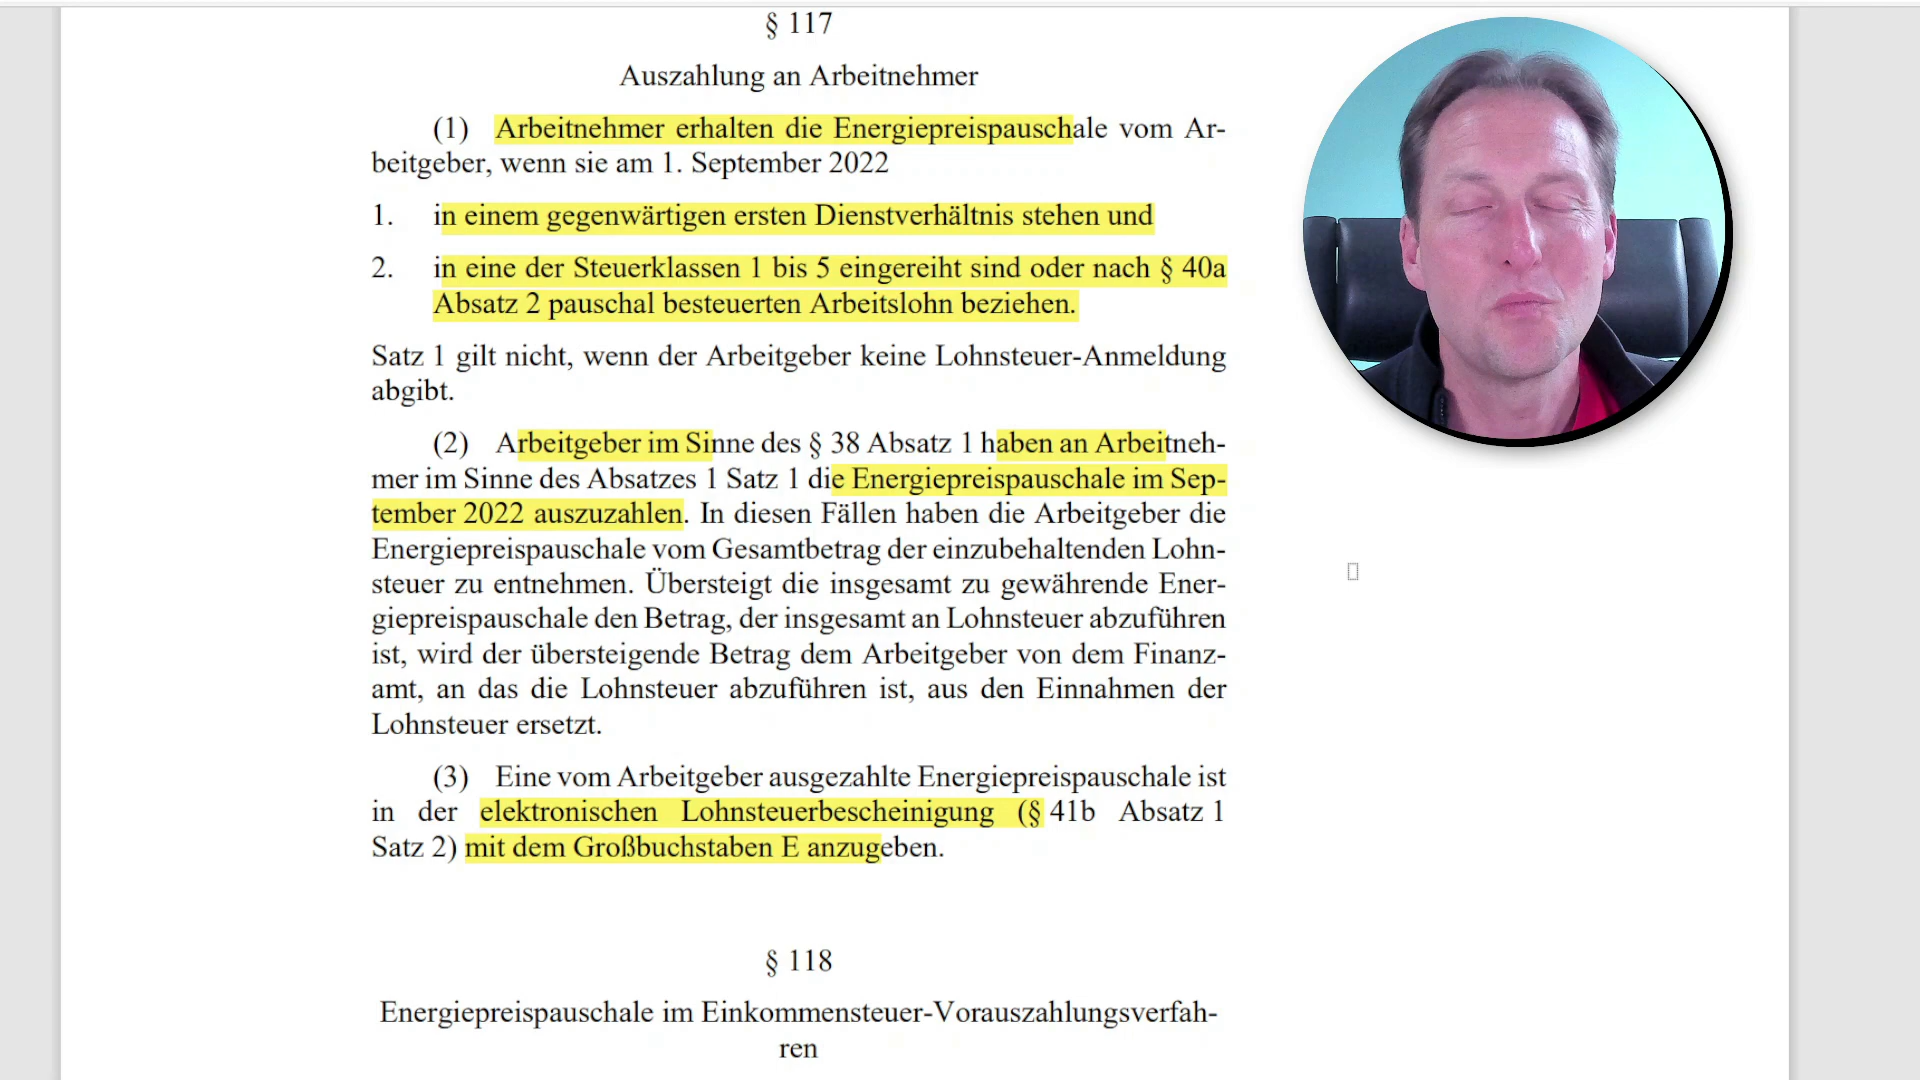 § 117
Auszahlung an Arbeitnehmer
(1) Arbeitnehmer erhalten die Energiepreispauschale vom Ar-
beitgeber, wenn sie am 1. September 2022
1. in einem gegenwärtigen ersten Dienstverhältnis stehen und
2. in eine der Steuerklassen 1 bis 5 eingereiht sind oder nach § 40a
Absatz 2 pauschal besteuerten Arbeitslohn beziehen.
Satz 1 gilt nicht, wenn der Arbeitgeber keine Lohnsteuer-Anmeldung
abgibt.
(2) Arbeitgeber im Sinne des § 38 Absatz 1 haben an Arbeitneh-
mer im Sinne des Absatzes 1 Satz 1 die Energiepreispauschale im Sep-
tember 2022 auszuzahlen. In diesen Fällen haben die Arbeitgeber die
Energiepreispauschale vom Gesamtbetrag der einzubehaltenden Lohn-
steuer zu entnehmen. Übersteigt die insgesamt zu gewährende Ener-
giepreispauschale den Betrag, der insgesamt an Lohnsteuer abzuführen
ist, wird der übersteigende Betrag dem Arbeitgeber von dem Finanz-
amt, an das die Lohnsteuer abzuführen ist, aus den Einnahmen der
Lohnsteuer ersetzt.
(3) Eine vom Arbeitgeber ausgezahlte Energiepreispauschale ist
in der elektronischen Lohnsteuerbescheinigung (§ 41b Absatz 1
Satz 2) mit dem Großbuchstaben E anzugeben.
§ 118
Energiepreispauschale im Einkommensteuer-Vorauszahlungsverfah-
ren